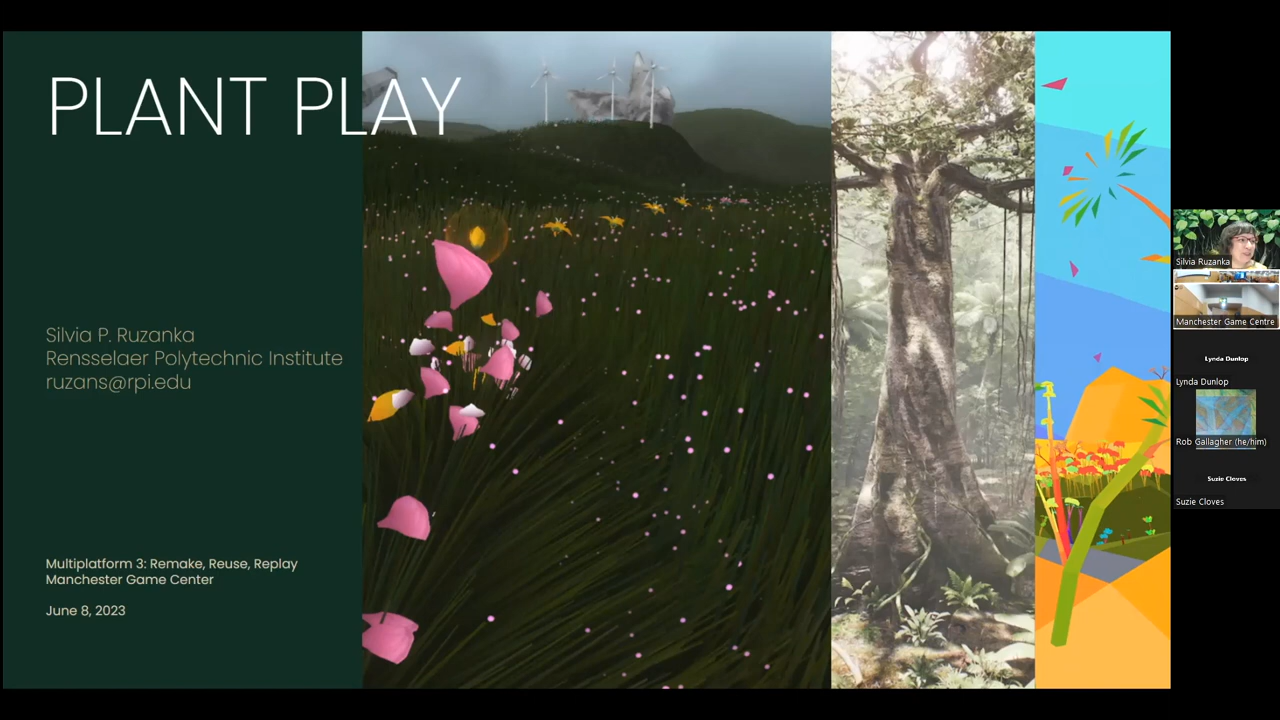 PLANT PLAY
Silvia P. Ruzanka
Rensselaer Polytechnic Institute
ruzans@rpi.edu
Multiplatform 3: Remake, Reuse, Replay
Manchester Game Center
June 8, 2023
Silvia Ruzanka
Manchester Game Centre
Lynda Dunlop
Lynda Dunlop
Rob Gallagher (he/him)
Suzie Cloves
Suzie Cloves